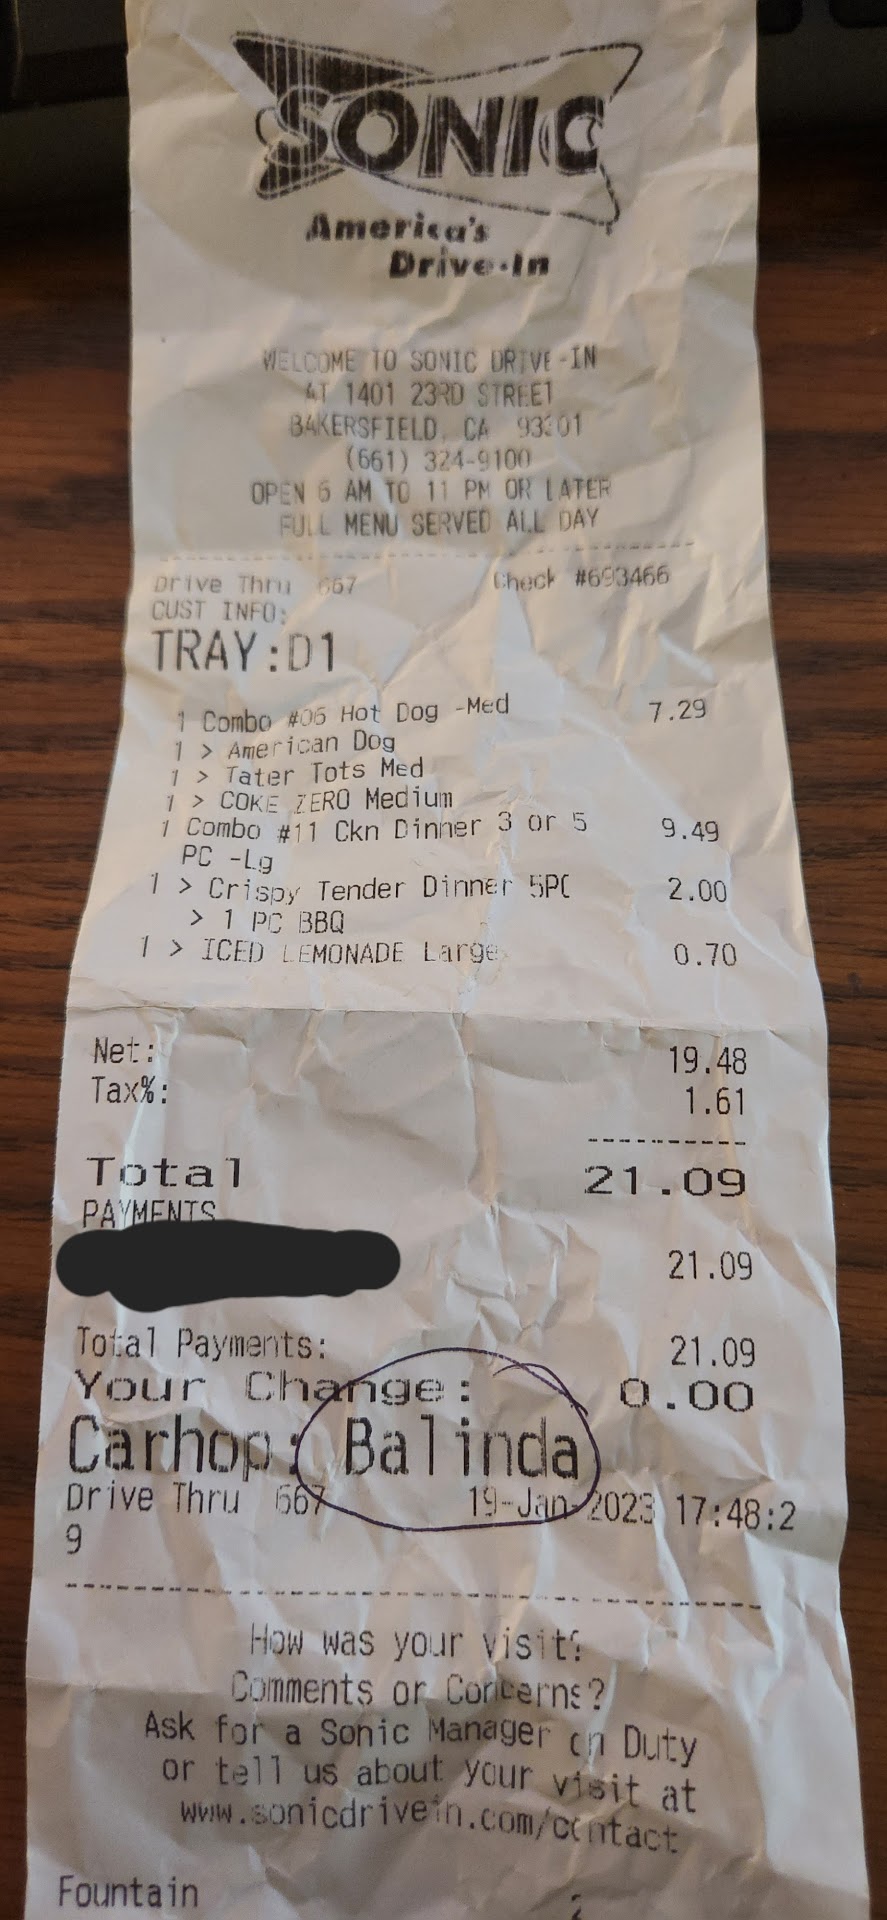 SONIC
America's
Drive-In
WELCOME TO SONIC DRIVE-IN
AT 1401 23RD STREET
BAKERSFIELD, CA 93301
(661) 324-9100
OPEN 6 AM TO 11 PM OR LATER
FULL MENU SERVED ALL DAY
Drive Thru 667 Check #693466
CUST INFO:
TRAY:D1
1 Combo #06 Hot Dog -Med 7.29
1 > American Dog
1 > Tater Tots Med
1 > COKE ZERO Medium
1 Combo #11 Ckn Dinner 3 or 5 9.49
PC -Lg
1 > Crispy Tender Dinner 5PC 2.00
> 1 PC BBQ
1 > ICED LEMONADE Large 0.70
Net: 19.48
Tax%: 1.61
Total 21.09
PAYMENTS
21.09
Total Payments: 21.09
Your Change: 0.00
Carhop: Balinda
Drive Thru 667 19-Jan-2023 17:48:2
9
How was your visit?
Comments or Concerns?
Ask for a Sonic Manager on Duty
or tell us about your visit at
www.sonicdrivein.com/contact
Fountain 2